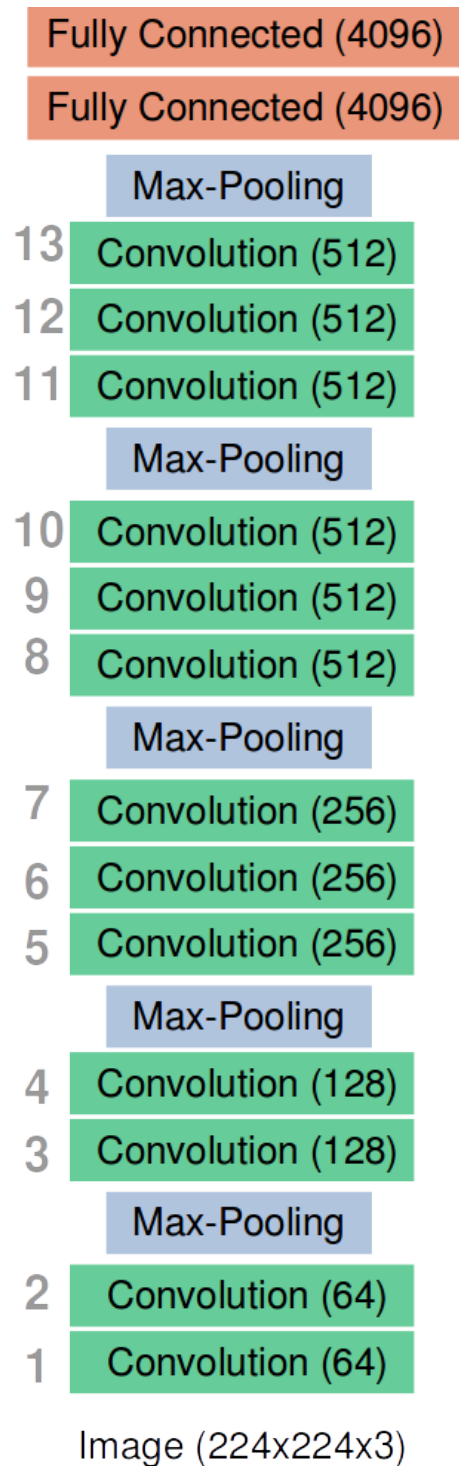 Fully Connected (4096)
Fully Connected (4096)
Max-Pooling
13 Convolution (512)
12 Convolution (512)
11 Convolution (512)
Max-Pooling
10 Convolution (512)
9 Convolution (512)
8 Convolution (512)
Max-Pooling
7 Convolution (256)
6 Convolution (256)
5 Convolution (256)
Max-Pooling
4 Convolution (128)
3 Convolution (128)
Max-Pooling
2 Convolution (64)
1 Convolution (64)
Image (224x224x3)